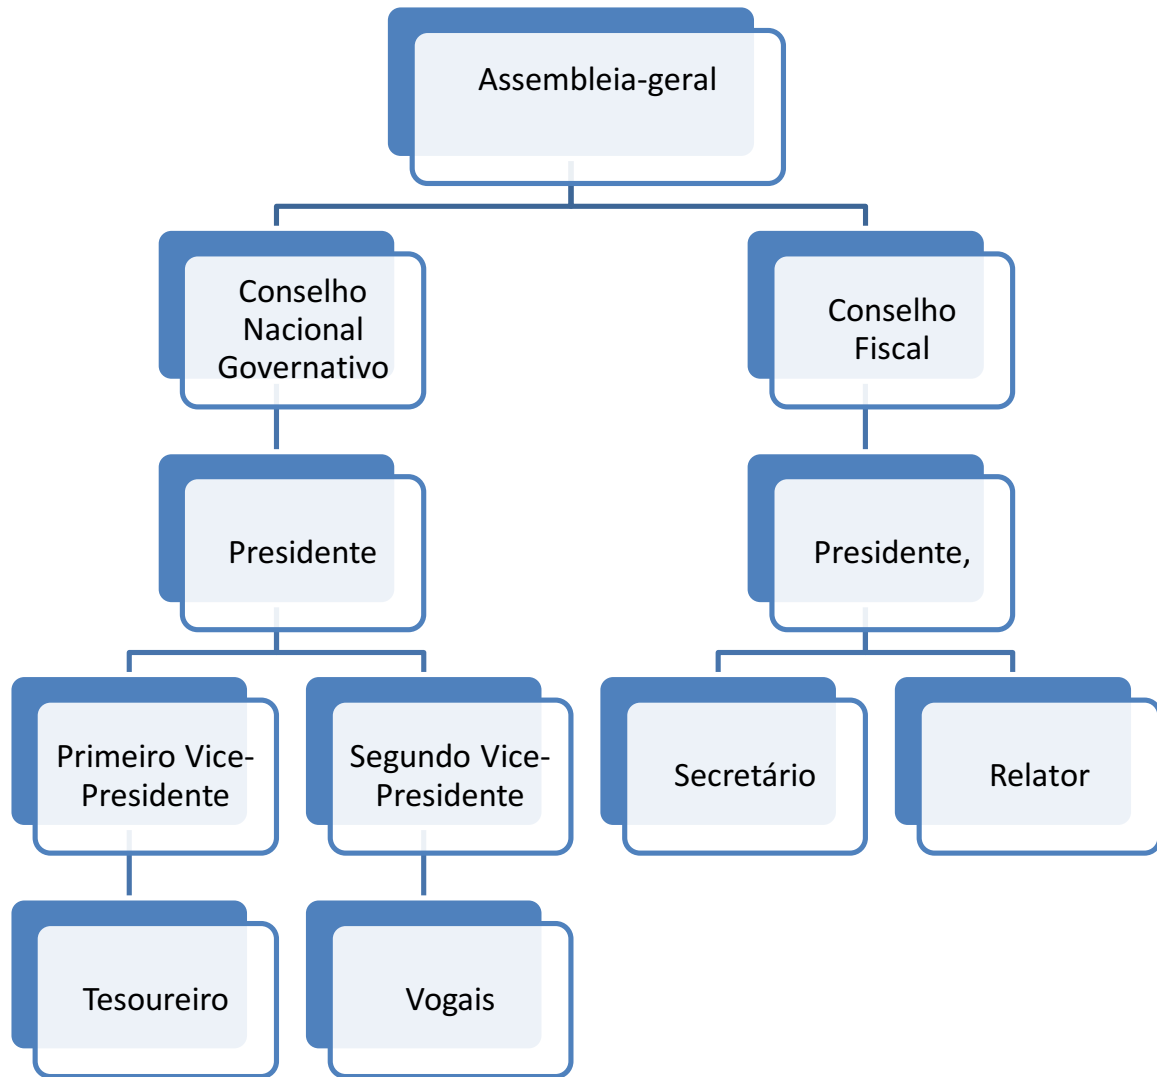 Assembleia-geral
Conselho
Nacional
Governativo
Conselho
Fiscal
Presidente
Presidente,
Primeiro Vice-
Presidente
Segundo Vice-
Presidente
Secretário
Relator
Tesoureiro
Vogais